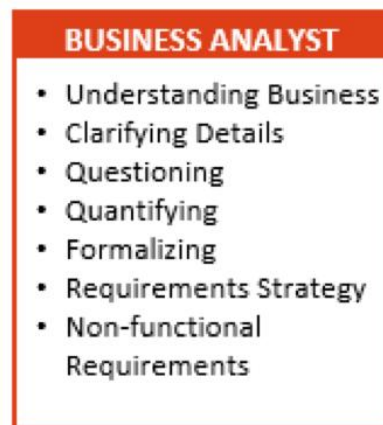 BUSINESS ANALYST
• Understanding Business
• Clarifying Details
• Questioning
• Quantifying
• Formalizing
• Requirements Strategy
• Non-functional
Requirements